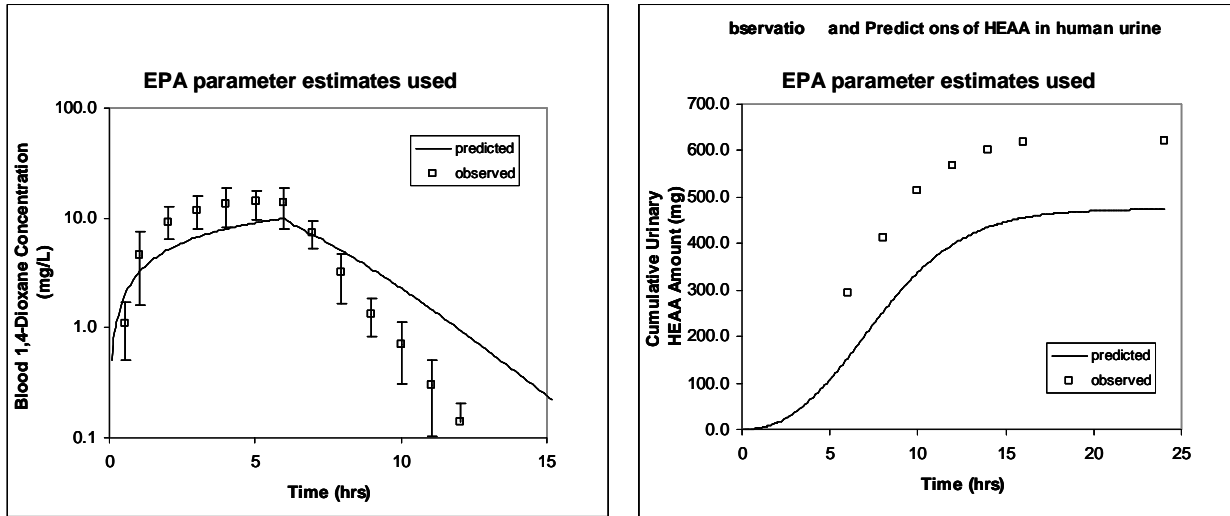 EPA parameter estimates used
100.0
10.0
1.0
0.1
Blood 1,4-Dioxane Concentration
(mg/L)
predicted
observed
0
5
10
15
Time (hrs)
bservatio and Predict ons of HEAA in human urine
EPA parameter estimates used
700.0
600.0
500.0
400.0
300.0
200.0
100.0
0.0
Cumulative Urinary
HEAA Amount (mg)
predicted
observed
0
5
10
15
20
25
Time (hrs)